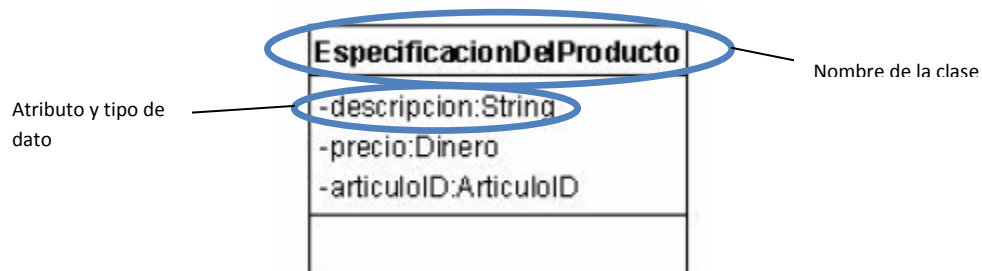 EspecificacionDelProducto
Nombre de la clase
Atributo y tipo de
dato
-descripcion:String
-precio:Dinero
-articuloID:ArticuloID